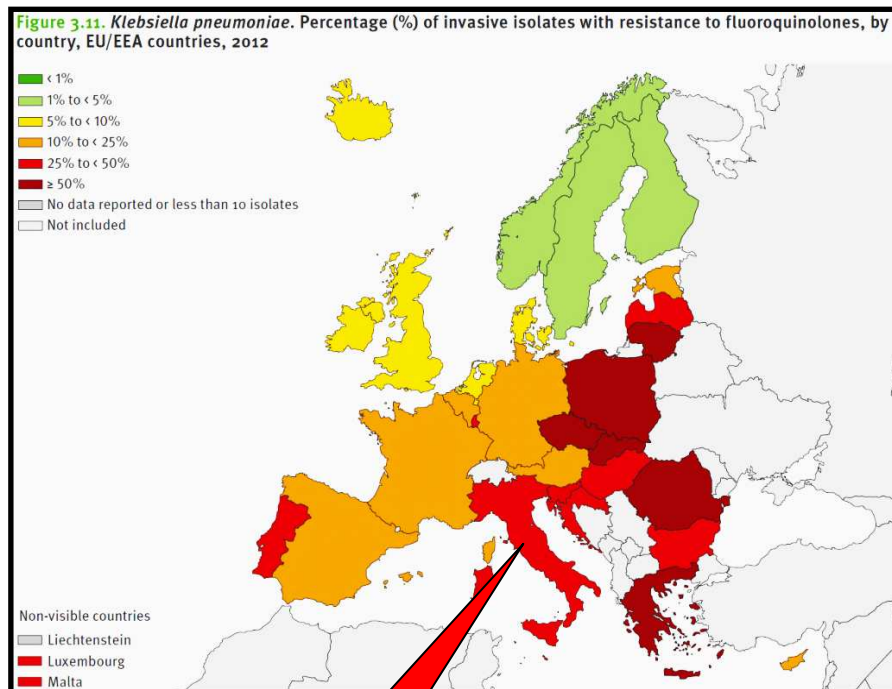 Figure 3.11. Klebsiella pneumoniae. Percentage (%) of invasive isolates with resistance to fluoroquinolones, by
country, EU/EEA countries, 2012
< 1%
1% to < 5%
5% to < 10%
10% to < 25%
25% to < 50%
≥ 50%
No data reported or less than 10 isolates
Not included
Non-visible countries
Liechtenstein
Luxembourg
Malta